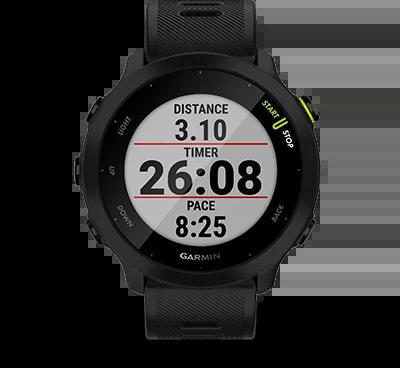 LIGHT
UP
DOWN
START
STOP
BACK
DISTANCE
3.10
TIMER
26:08
PACE
8:25
GARMIN